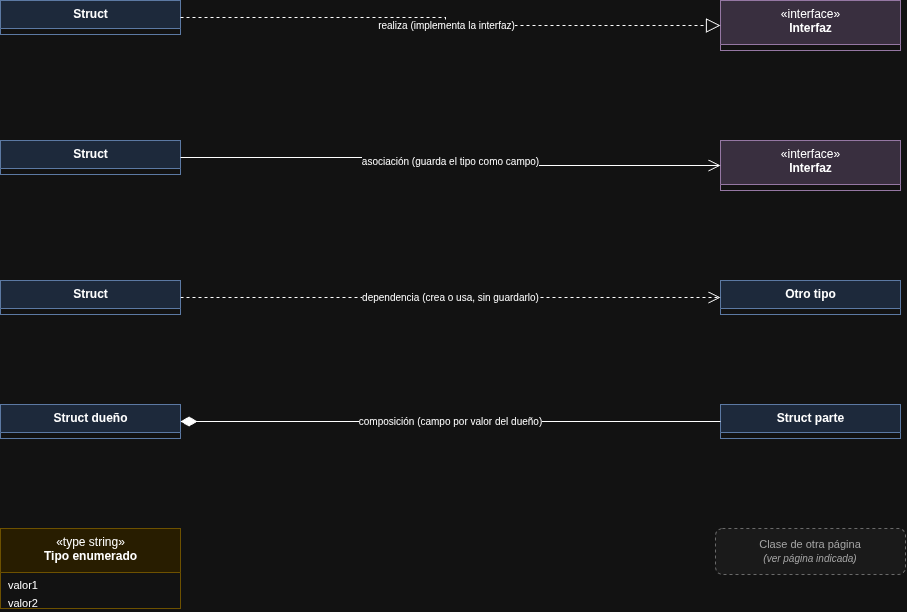 Struct
realiza (implementa la interfaz)
«interface»
Interfaz
Struct
asociación (guarda el tipo como campo)
«interface»
Interfaz
Struct
dependencia (crea o usa, sin guardarlo)
Otro tipo
Struct dueño
composición (campo por valor del dueño)
Struct parte
«type string»
Tipo enumerado
valor1
valor2
Clase de otra página
(ver página indicada)